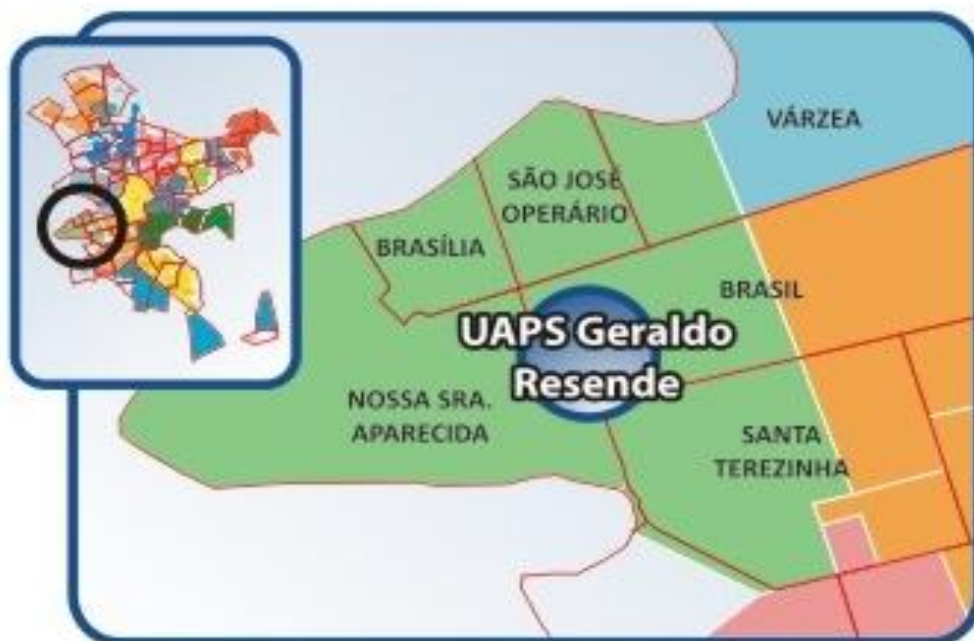 VÁRZEA
SÃO JOSÉ
OPERÁRIO
BRASÍLIA
BRASIL
UAPS Geraldo
Resende
NOSSA SRA.
APARECIDA
SANTA
TEREZINHA